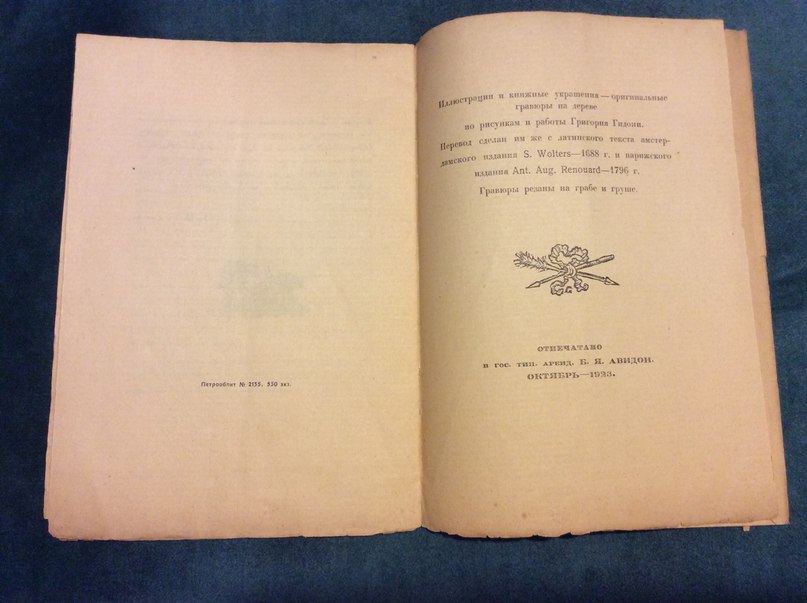 Петрооблит № 2135. 530 экз.
Иллюстрации и книжные украшения — оригинальные
гравюры на дереве
по рисункам и работы Григория Гидони.
Перевод сделан им же с латинского текста амстер-
дамского издания S. Wolters—1688 г. и парижского
издания Ant. Aug. Renouard—1796 г.
Гравюры резаны на грабе и груше.
ОТПЕЧАТАНО
В ГОС. ТИП. АРЕНД. Б. Я. АВИДОН.
ОКТЯБРЬ—1923.